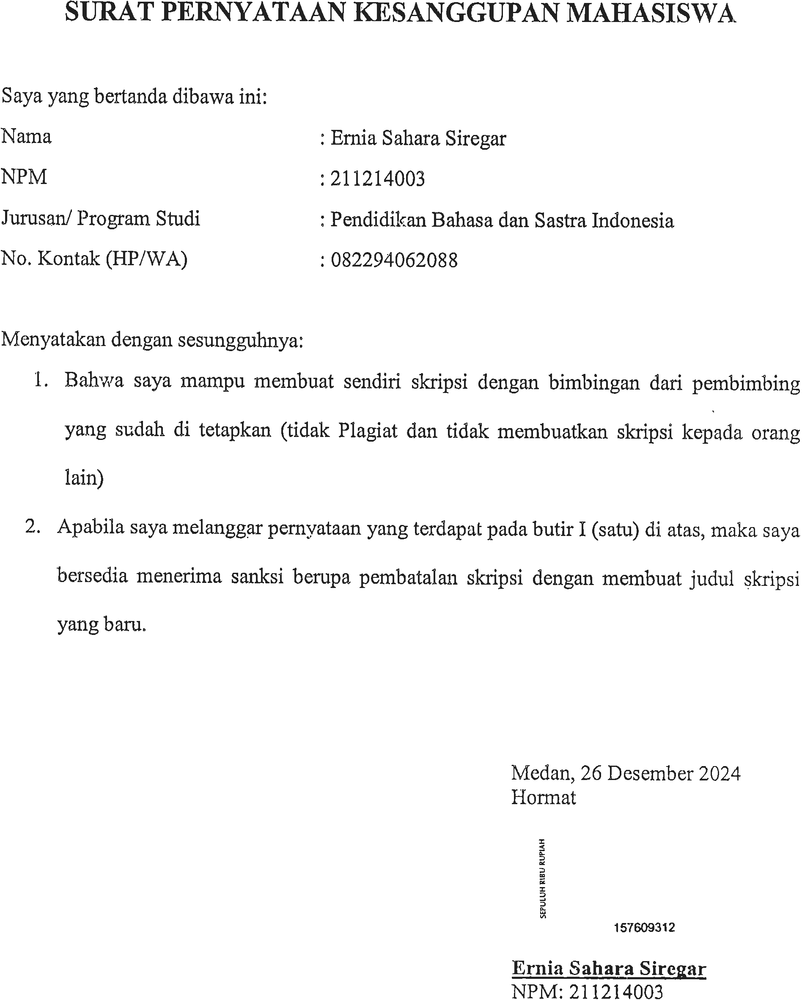 SURAT PERNYATAAN KESANGGUPAN MAHASISWA
Saya yang bertanda dibawa ini:
Nama : Ernia Sahara Siregar
NPM : 211214003
Jurusan/ Program Studi : Pendidikan Bahasa dan Sastra Indonesia
No. Kontak (HP/WA) : 082294062088
Menyatakan dengan sesungguhnya:
1. Bahwa saya mampu membuat sendiri skripsi dengan bimbingan dari pembimbing
yang sudah di tetapkan (tidak Plagiat dan tidak membuatkan skripsi kepada orang
lain)
2. Apabila saya melanggar pernyataan yang terdapat pada butir I (satu) di atas, maka saya
bersedia menerima sanksi berupa pembatalan skripsi dengan membuat judul skripsi
yang baru.
Medan, 26 Desember 2024
Hormat
SEPULUH RIBU RUPIAH
157609312
Ernia Sahara Siregar
NPM: 211214003